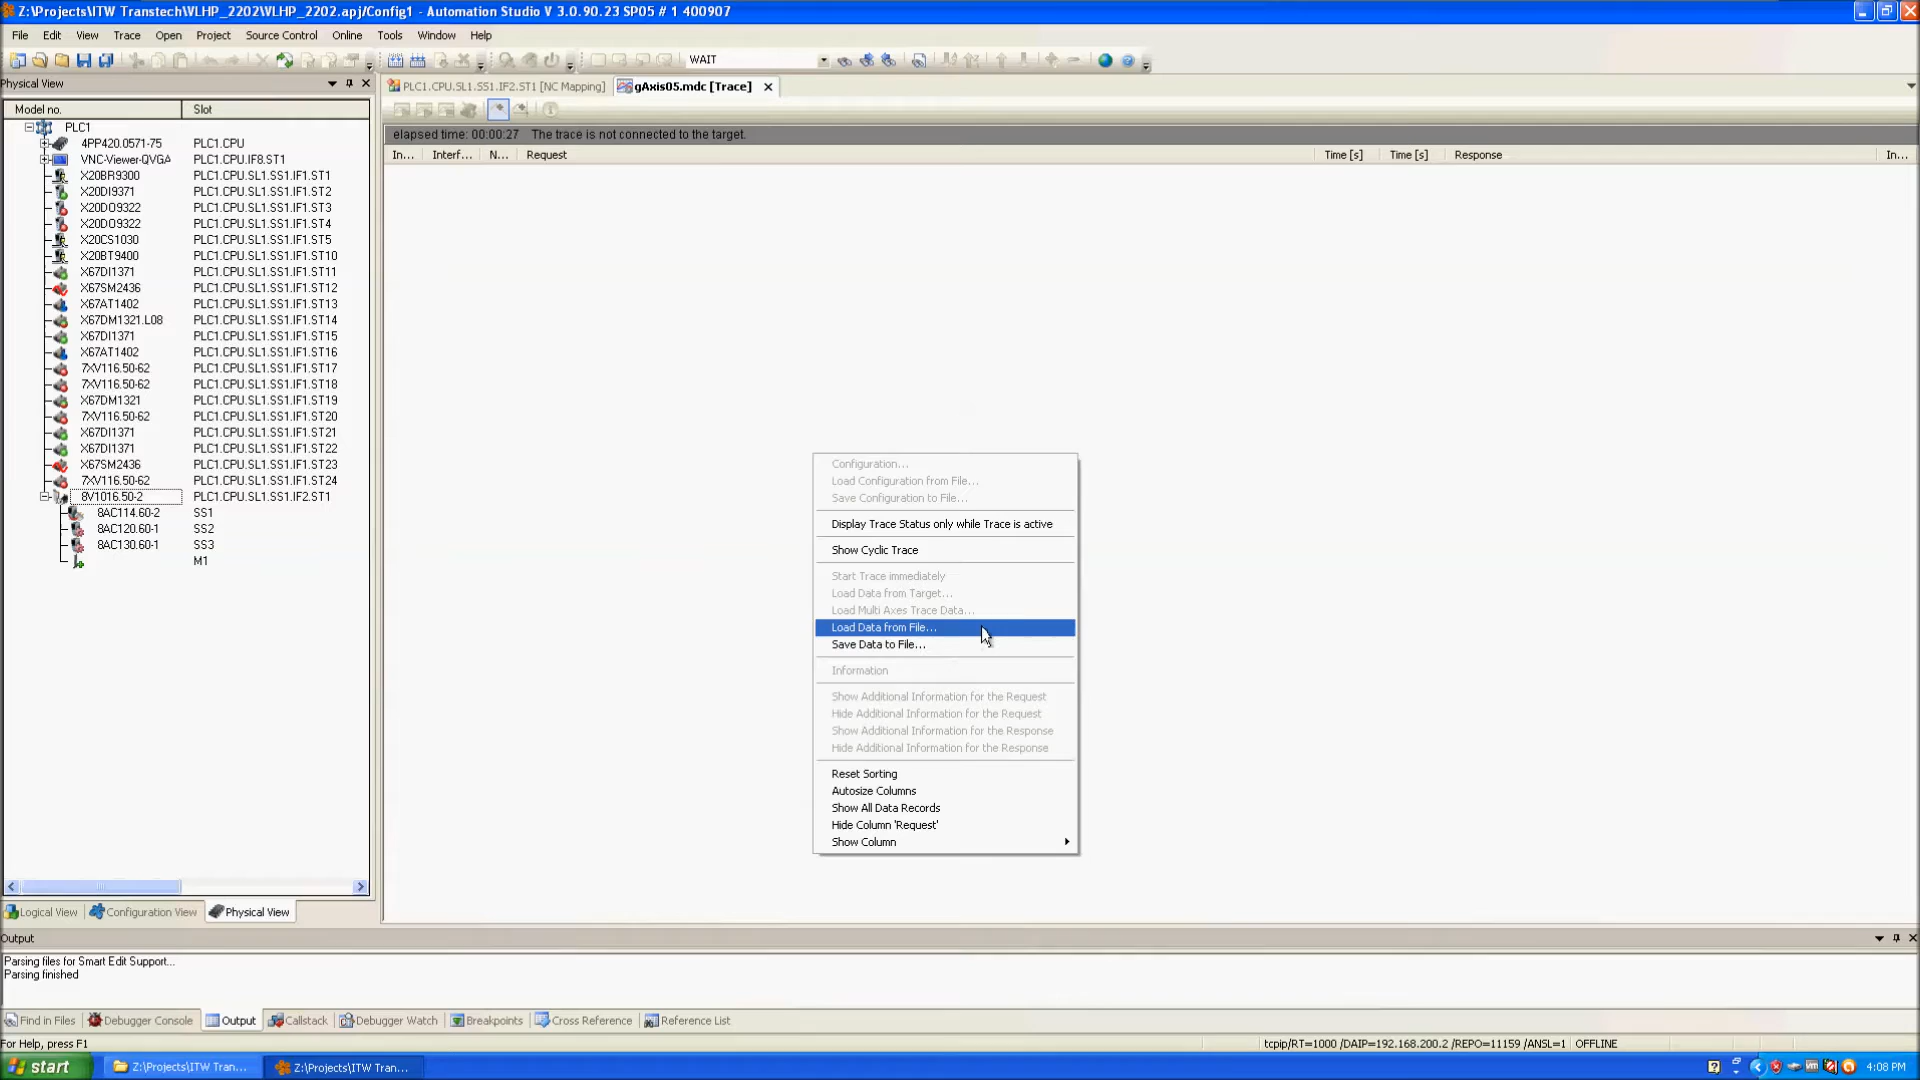 Z:\Projects\ITW Transtech\WLHP_2202\WLHP_2202.apj/Config1 - Automation Studio V 3.0.90.23 SP05 # 1 400907
File Edit View Trace Open Project Source Control Online Tools Window Help
WAIT
Physical View
PLC1.CPU.SL1.SS1.IF2.ST1 [NC Mapping] gAxis05.mdc [Trace]
Model no. Slot
elapsed time: 00:00:27 The trace is not connected to the target.
In... Interf... N... Request Time [s] Time [s] Response In...
PLC1
4PP420.0571-75 PLC1.CPU
VNC-Viewer-QVGA PLC1.CPU.IF8.ST1
X20BR9300 PLC1.CPU.SL1.SS1.IF1.ST1
X20DI9371 PLC1.CPU.SL1.SS1.IF1.ST2
X20DO9322 PLC1.CPU.SL1.SS1.IF1.ST3
X20DO9322 PLC1.CPU.SL1.SS1.IF1.ST4
X20CS1030 PLC1.CPU.SL1.SS1.IF1.ST5
X20BT9400 PLC1.CPU.SL1.SS1.IF1.ST10
X67DI1371 PLC1.CPU.SL1.SS1.IF1.ST11
X67SM2436 PLC1.CPU.SL1.SS1.IF1.ST12
X67AT1402 PLC1.CPU.SL1.SS1.IF1.ST13
X67DM1321.L08 PLC1.CPU.SL1.SS1.IF1.ST14
X67DI1371 PLC1.CPU.SL1.SS1.IF1.ST15
X67AT1402 PLC1.CPU.SL1.SS1.IF1.ST16
7XV116.50-62 PLC1.CPU.SL1.SS1.IF1.ST17
7XV116.50-62 PLC1.CPU.SL1.SS1.IF1.ST18
X67DM1321 PLC1.CPU.SL1.SS1.IF1.ST19
7XV116.50-62 PLC1.CPU.SL1.SS1.IF1.ST20
X67DI1371 PLC1.CPU.SL1.SS1.IF1.ST21
X67DI1371 PLC1.CPU.SL1.SS1.IF1.ST22
X67SM2436 PLC1.CPU.SL1.SS1.IF1.ST23
7XV116.50-62 PLC1.CPU.SL1.SS1.IF1.ST24
8V1016.50-2 PLC1.CPU.SL1.SS1.IF2.ST1
8AC114.60-2 SS1
8AC120.60-1 SS2
8AC130.60-1 SS3
M1
Configuration...
Load Configuration from File...
Save Configuration to File...
Display Trace Status only while Trace is active
Show Cyclic Trace
Start Trace immediately
Load Data from Target...
Load Multi Axes Trace Data...
Load Data from File...
Save Data to File...
Information
Show Additional Information for the Request
Hide Additional Information for the Request
Show Additional Information for the Response
Hide Additional Information for the Response
Reset Sorting
Autosize Columns
Show All Data Records
Hide Column 'Request'
Show Column
Logical View Configuration View Physical View
Output
Parsing files for Smart Edit Support...
Parsing finished
Find in Files Debugger Console Output Callstack Debugger Watch Breakpoints Cross Reference Reference List
For Help, press F1 tcpip/RT=1000 /DAIP=192.168.200.2 /REPO=11159 /ANSL=1 OFFLINE
start Z:\Projects\ITW Tran... Z:\Projects\ITW Tran... 4:08 PM